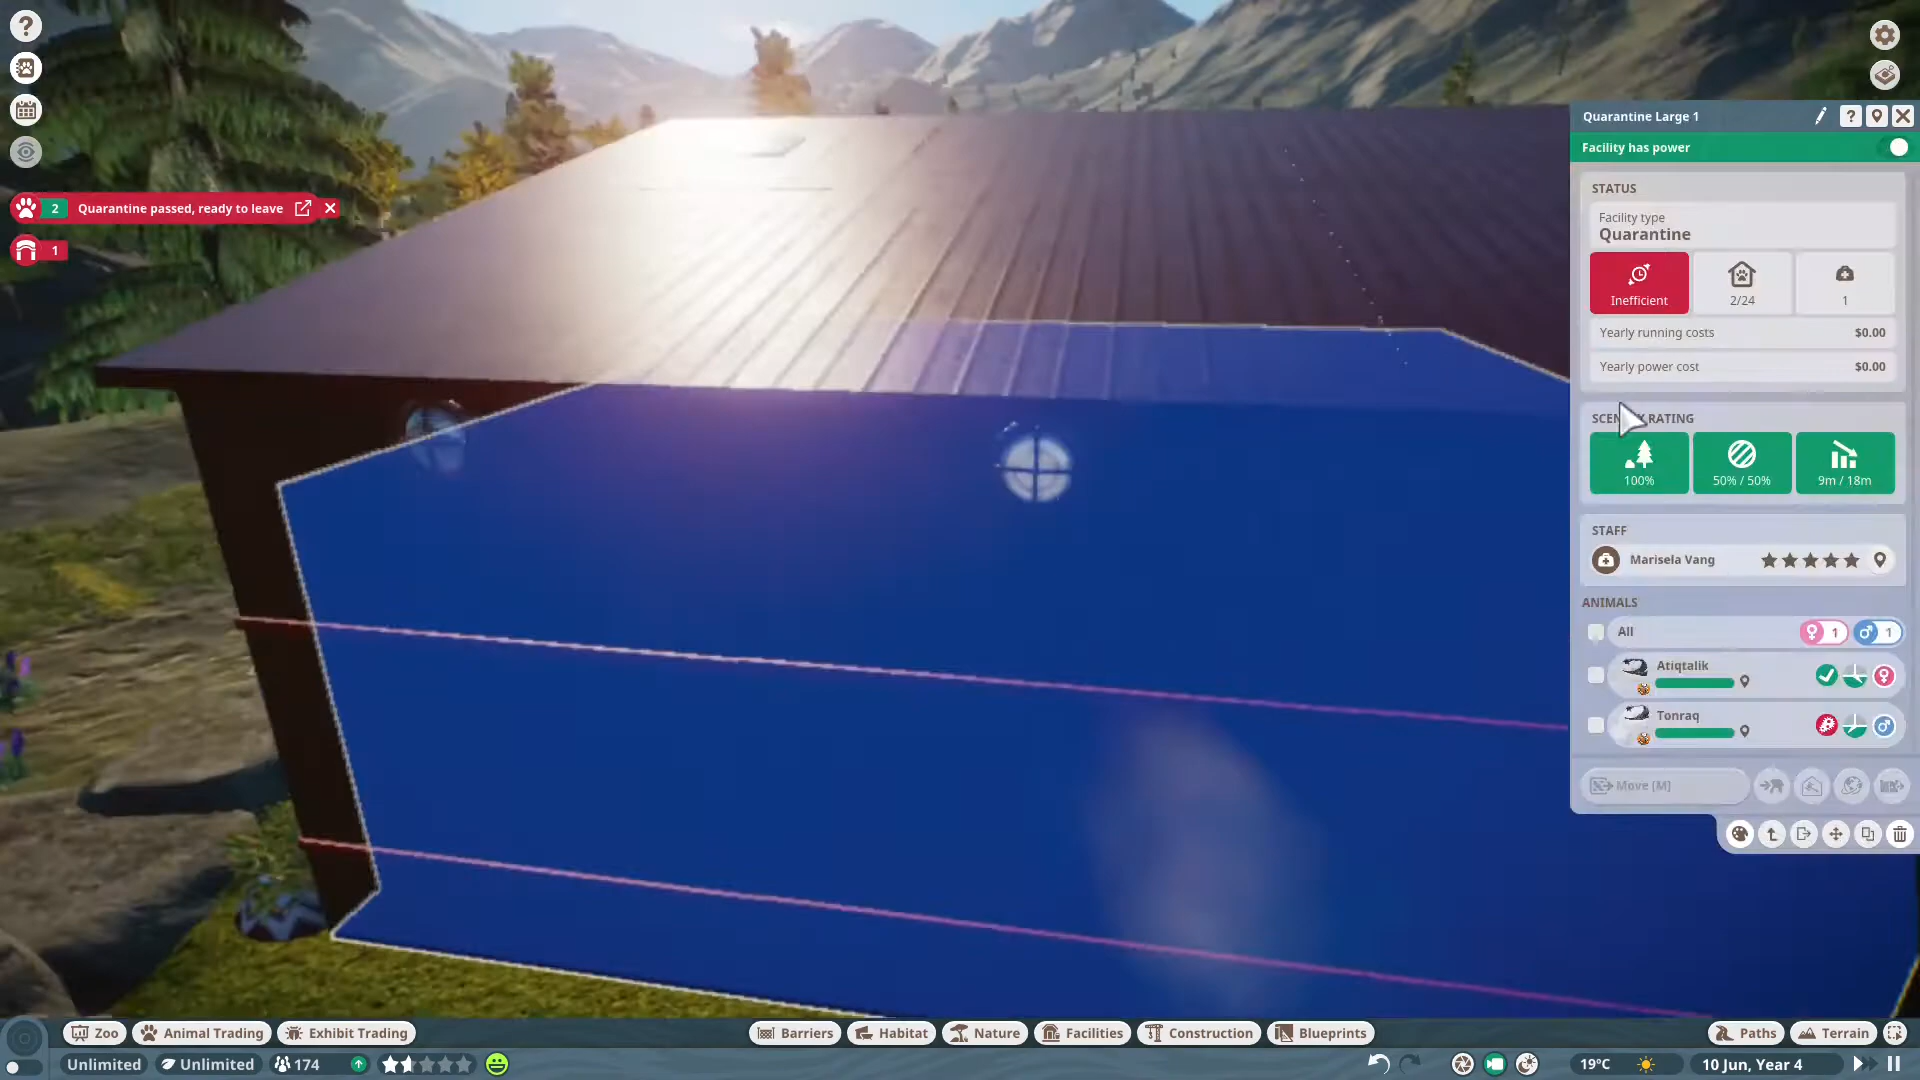 ?
Quarantine Large 1
?
Facility has power
STATUS
Facility type
Quarantine
Inefficient
2/24
1
Yearly running costs $0.00
Yearly power cost $0.00
RATING
100%
50% / 50%
9m / 18m
STAFF
Marisela Vang
ANIMALS
All 1 1
Atiqtalik
Tonraq
Move [M]
2 Quarantine passed, ready to leave
1
Zoo Animal Trading Exhibit Trading Barriers Habitat Nature Facilities Construction Blueprints Paths Terrain
Unlimited Unlimited 174 19ºC 10 Jun, Year 4